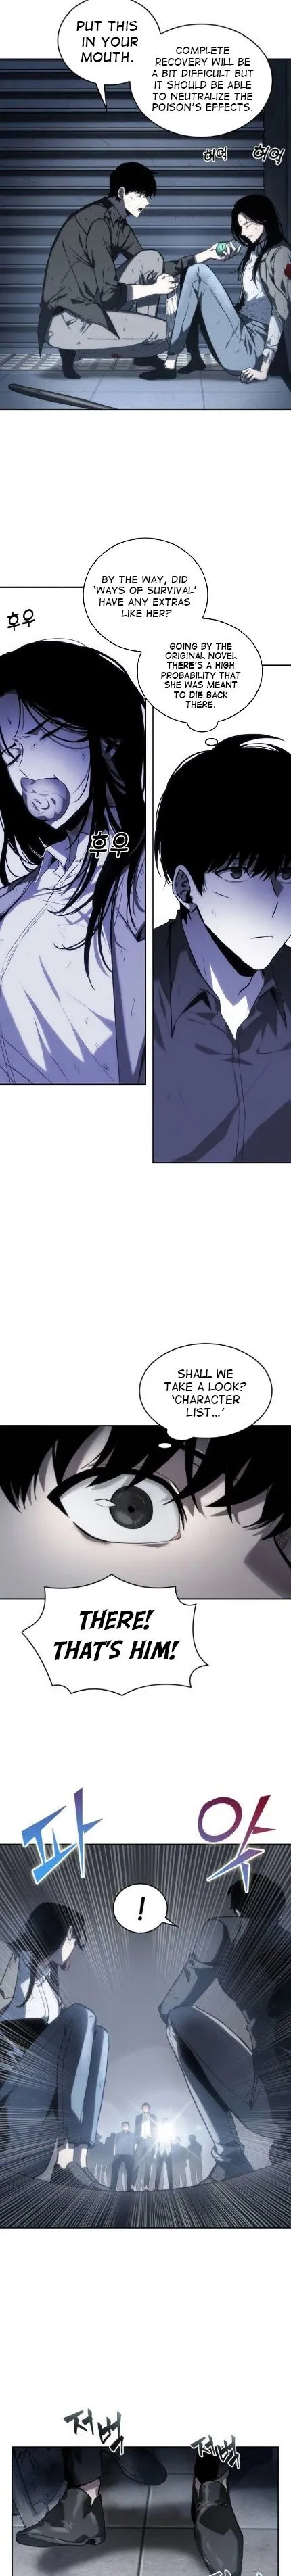 PUT THIS
IN YOUR
MOUTH.
COMPLETE
RECOVERY WILL BE
A BIT DIFFICULT BUT
IT SHOULD BE ABLE
TO NEUTRALIZE THE
POISON'S EFFECTS.
허억
허억
BY THE WAY, DID
'WAYS OF SURVIVAL'
HAVE ANY EXTRAS
LIKE HER?
후우
GOING BY THE
ORIGINAL NOVEL
THERE'S A HIGH
PROBABILITY THAT
SHE WAS MEANT
TO DIE BACK
THERE.
후우
SHALL WE
TAKE A LOOK?
'CHARACTER
LIST...'
THERE!
THAT'S HIM!
파
앗
!
저벅
저벅